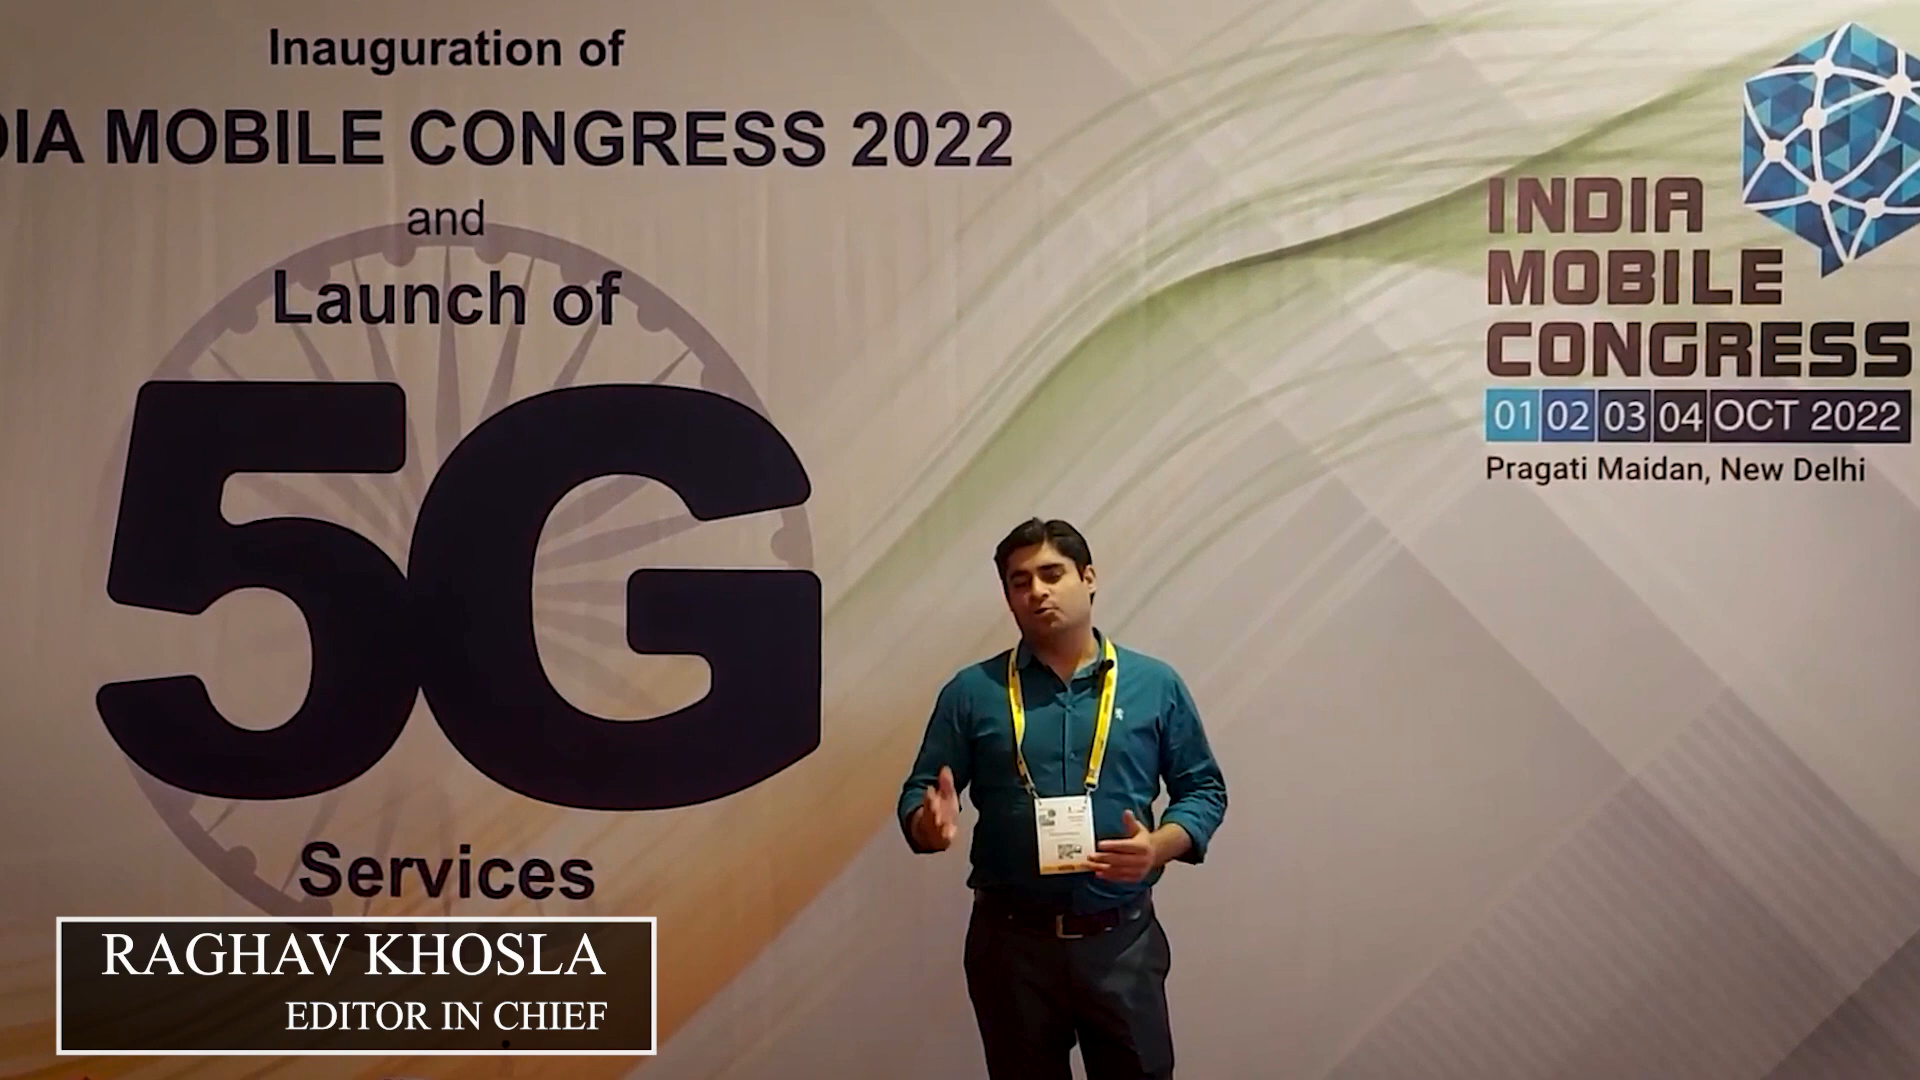 Inauguration of
DIA MOBILE CONGRESS 2022
and
Launch of
5G
Services
INDIA
MOBILE
CONGRESS
01 02 03 04 OCT 2022
Pragati Maidan, New Delhi
RAGHAV KHOSLA
EDITOR IN CHIEF